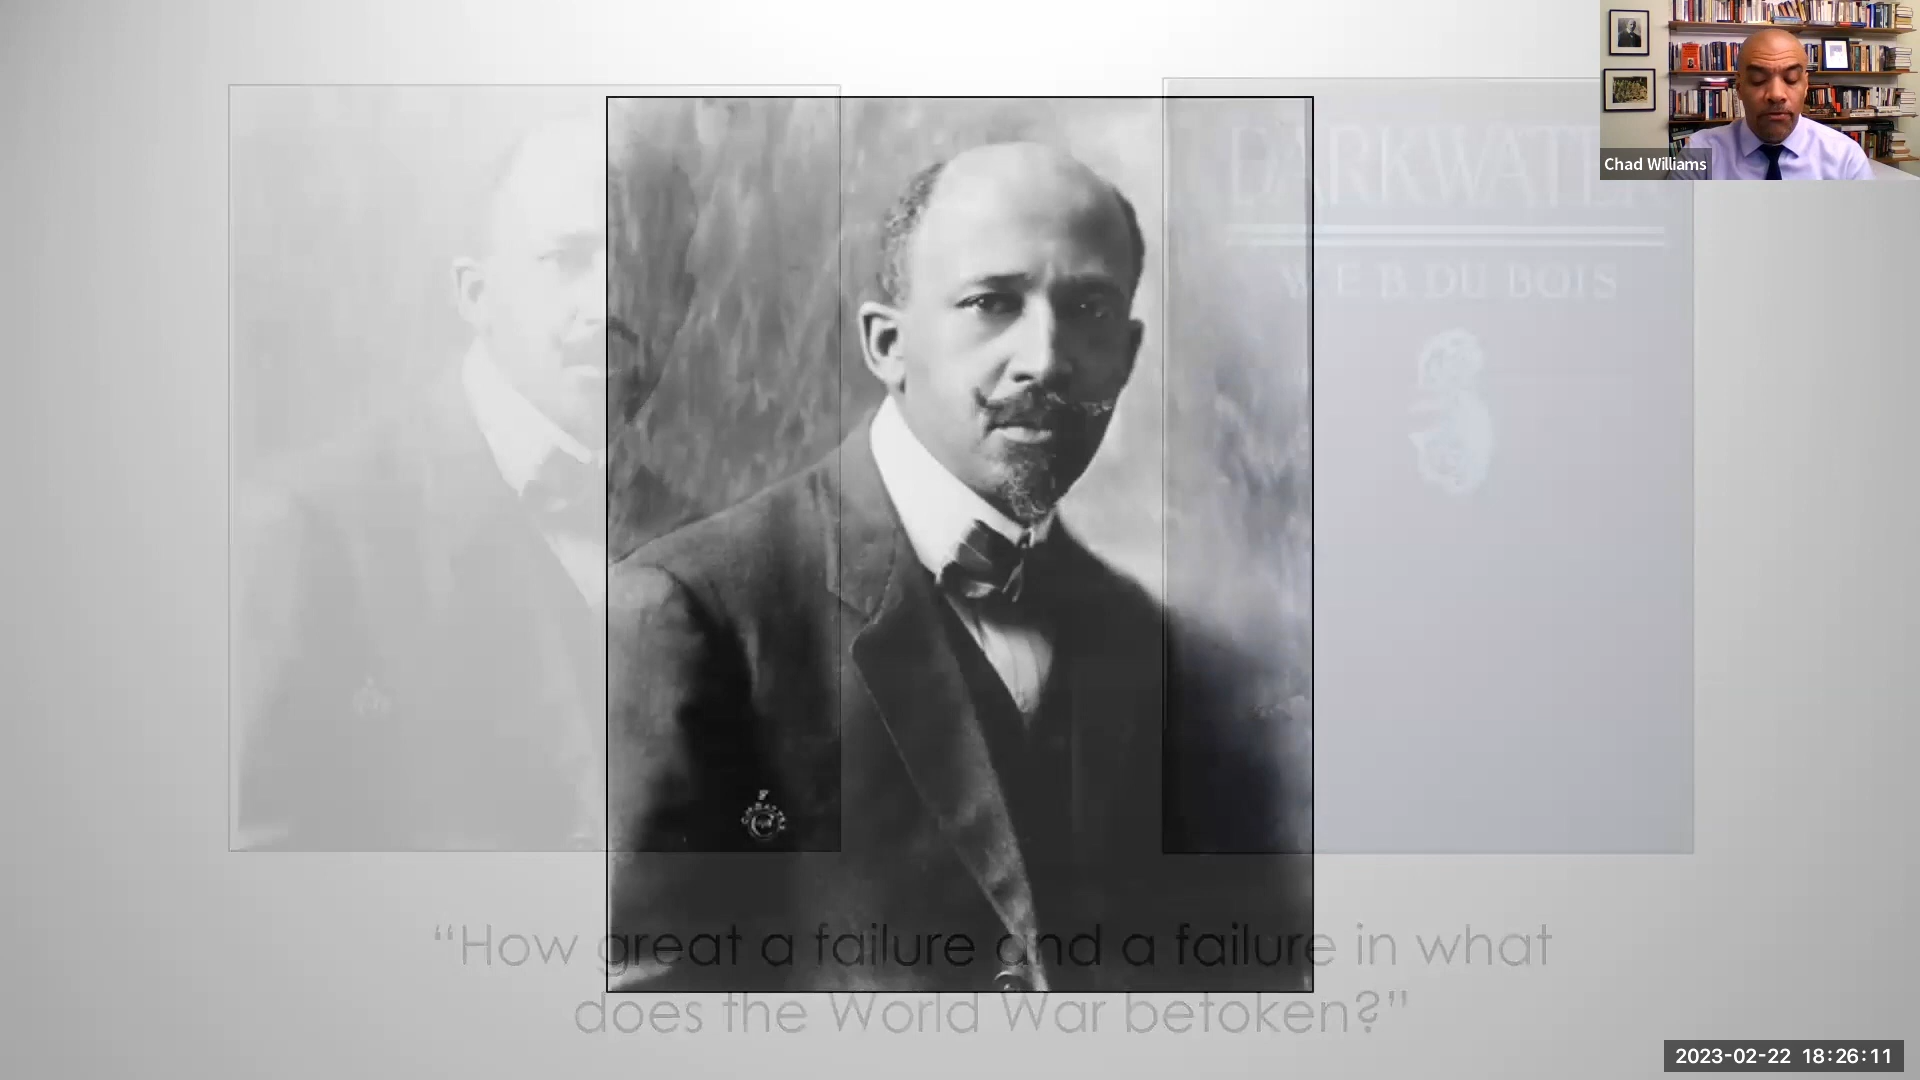 DARKWATER
W. E. B. DU BOIS
Chad Williams
“How great a failure and a failure in what
does the World War betoken?”
2023-02-22 18:26:11